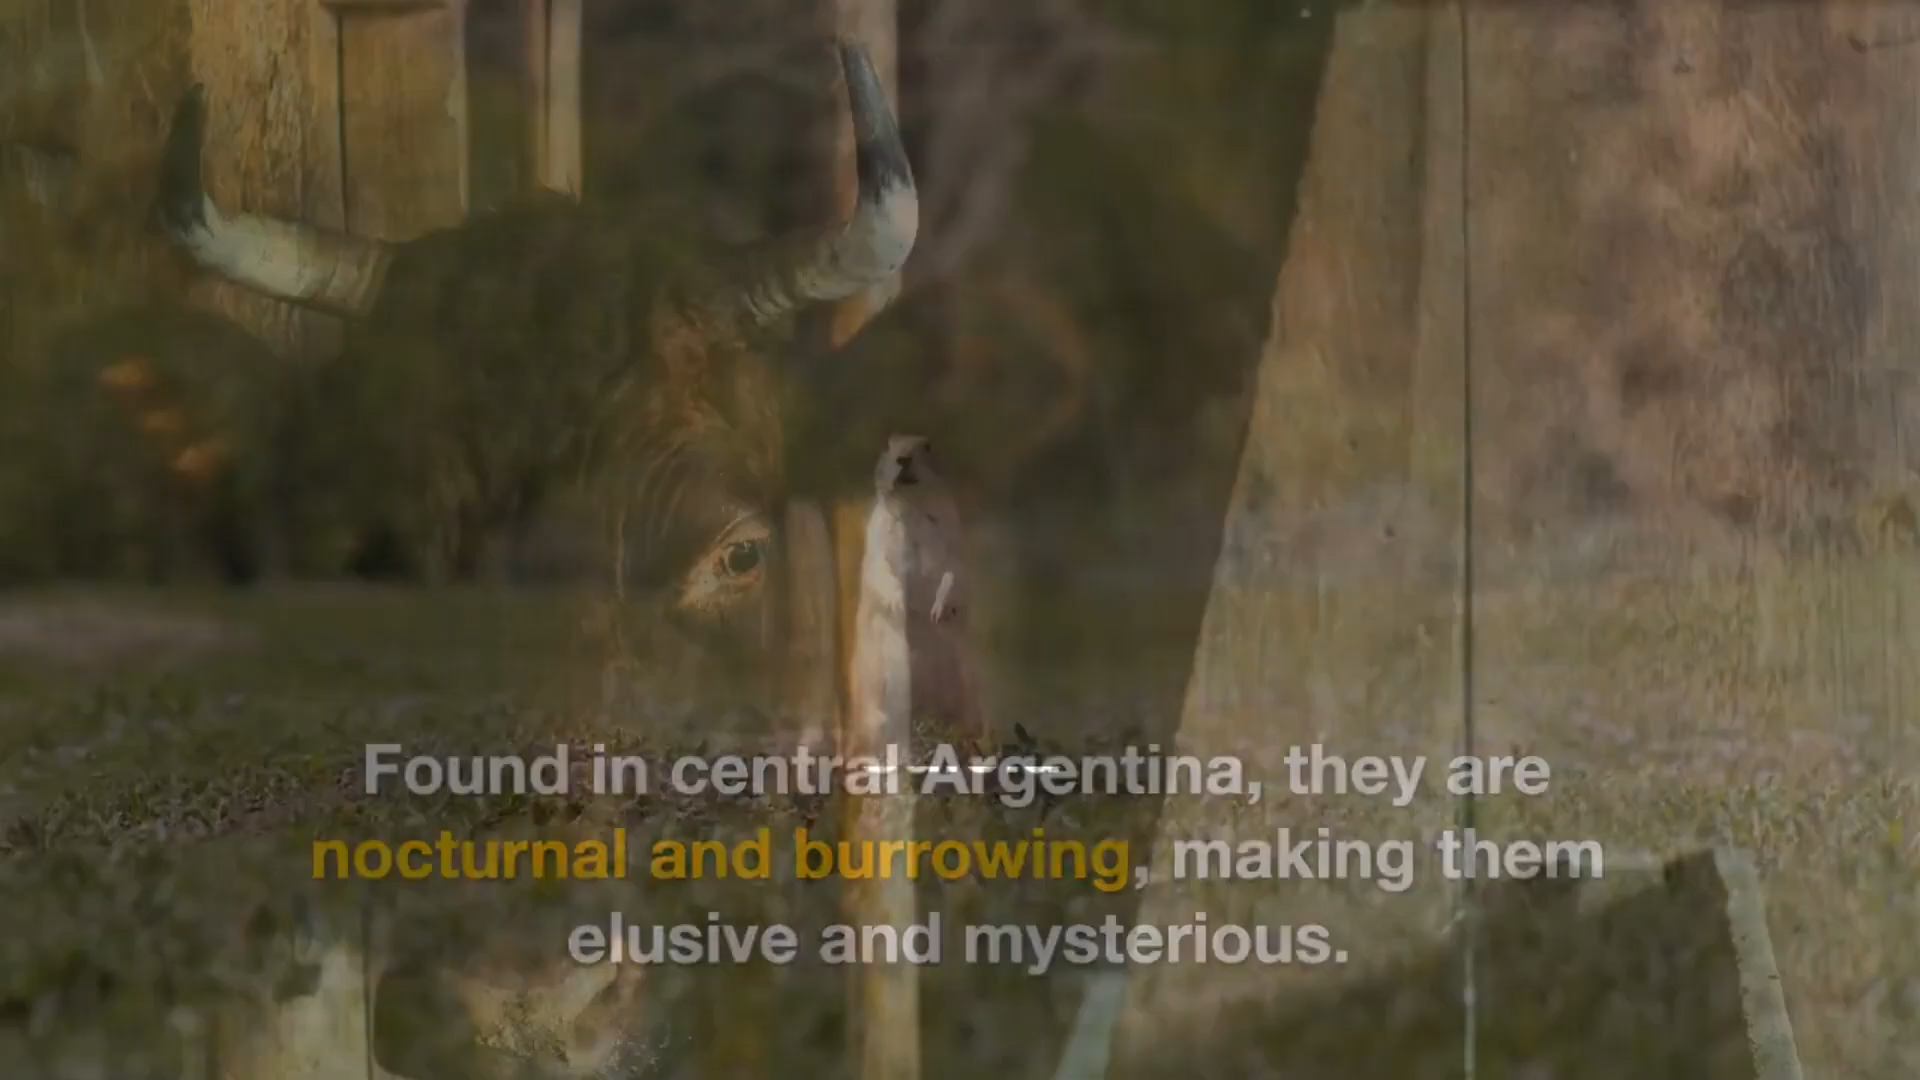 Found in central Argentina, they are
nocturnal and burrowing, making them
elusive and mysterious.